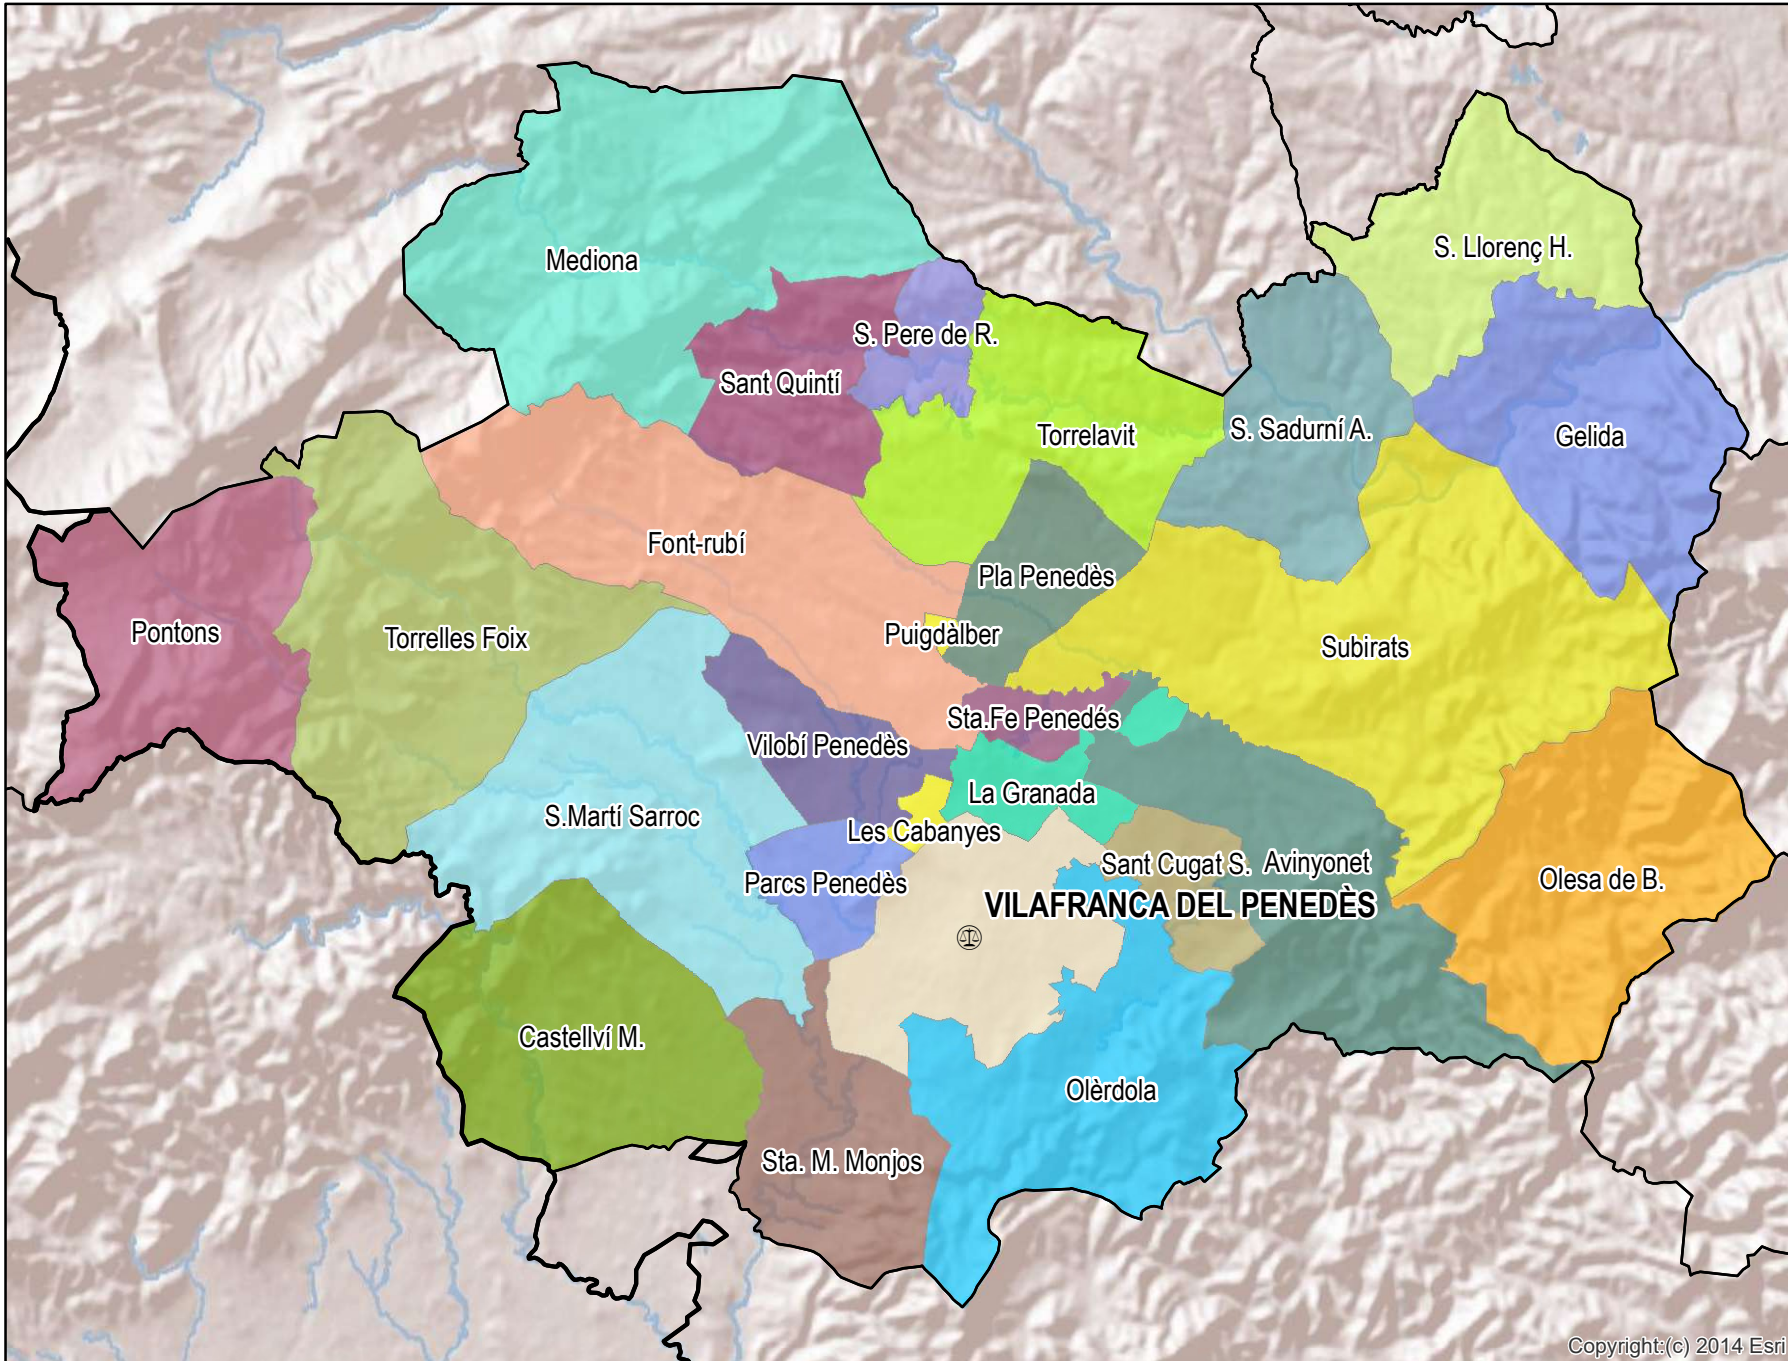 S. Llorenç H.
Mediona
S. Pere de R.
Sant Quintí
Torrelavit
S. Sadurní A.
Gelida
Font-rubí
Pla Penedès
Pontons
Torrelles Foix
Puigdàlber
Subirats
Sta.Fe Penedés
Vilobí Penedès
La Granada
S.Martí Sarroc
Les Cabanyes
Sant Cugat S.
Avinyonet
Parcs Penedès
Olesa de B.
VILAFRANCA DEL PENEDÈS
Castellví M.
Olèrdola
Sta. M. Monjos
Copyright:(c) 2014 Esri